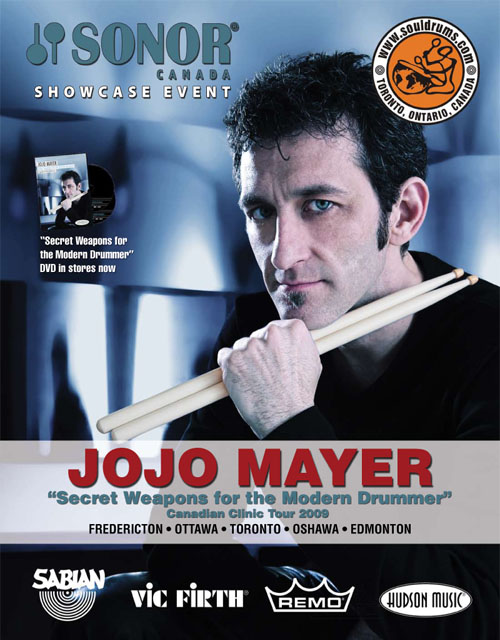 SONOR®
CANADA
SHOWCASE EVENT
www.souldrums.com
TORONTO, ONTARIO, CANADA
JOJO MAYER
"Secret Weapons for
the Modern Drummer"
DVD in stores now
JOJO MAYER
"Secret Weapons for the Modern Drummer"
Canadian Clinic Tour 2009
FREDERICTON • OTTAWA • TORONTO • OSHAWA • EDMONTON
SABIAN
VIC FIRTH®
REMO®
HUDSON MUSIC®